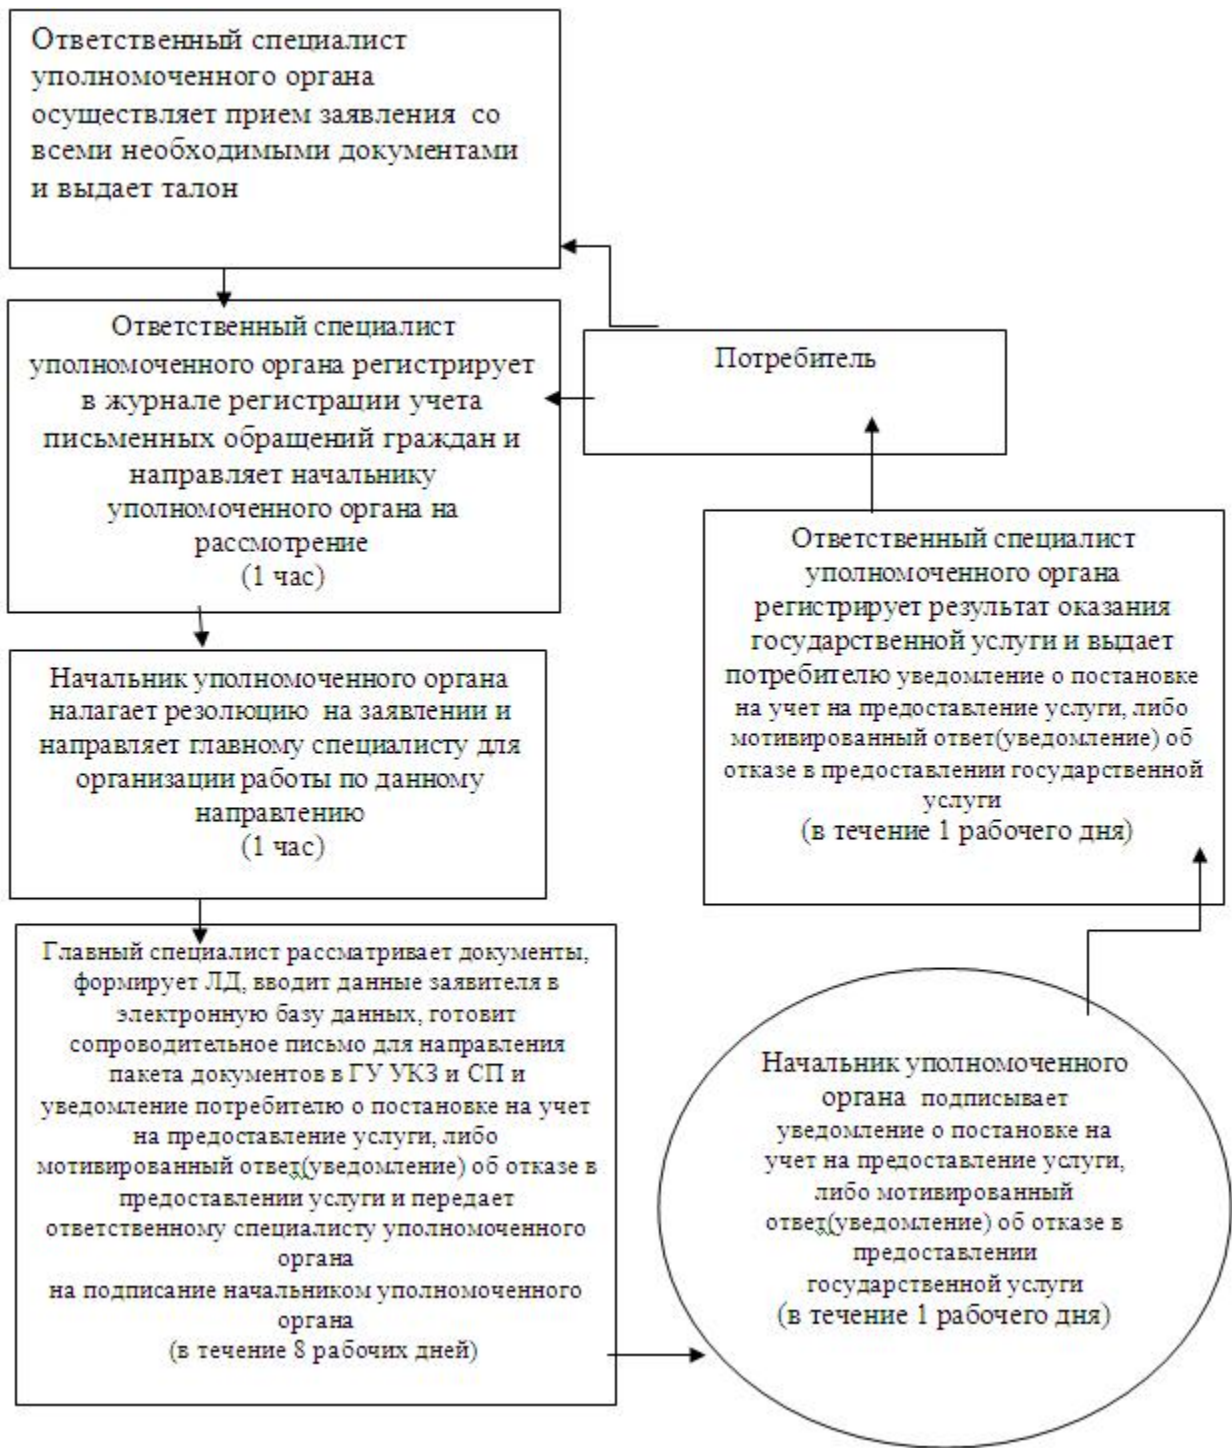 Ответственный специалист
уполномоченного органа
осуществляет прием заявления со
всеми необходимыми документами
и выдает талон
Ответственный специалист
уполномоченного органа регистрирует
в журнале регистрации учета
письменных обращений граждан и
направляет начальнику
уполномоченного органа на
рассмотрение
(1 час)
Потребитель
Начальник уполномоченного органа
налагает резолюцию на заявлении и
направляет главному специалисту для
организации работы по данному
направлению
(1 час)
Ответственный специалист
уполномоченного органа
регистрирует результат оказания
государственной услуги и выдает
потребителю уведомление о постановке
на учет на предоставление услуги, либо
мотивированный ответ(уведомление) об
отказе в предоставлении государственной
услуги
(в течение 1 рабочего дня)
Главный специалист рассматривает документы,
формирует ЛД, вводит данные заявителя в
электронную базу данных, готовит
сопроводительное письмо для направления
пакета документов в ГУ УКЗ и СП и
уведомление потребителю о постановке на учет
на предоставление услуги, либо
мотивированный ответ(уведомление) об отказе в
предоставлении услуги и передает
ответственному специалисту уполномоченного
органа
на подписание начальником уполномоченного
органа
(в течение 8 рабочих дней)
Начальник уполномоченного
органа подписывает
уведомление о постановке на
учет на предоставление услуги,
либо мотивированный
ответ(уведомление) об отказе в
предоставлении
государственной услуги
(в течение 1 рабочего дня)